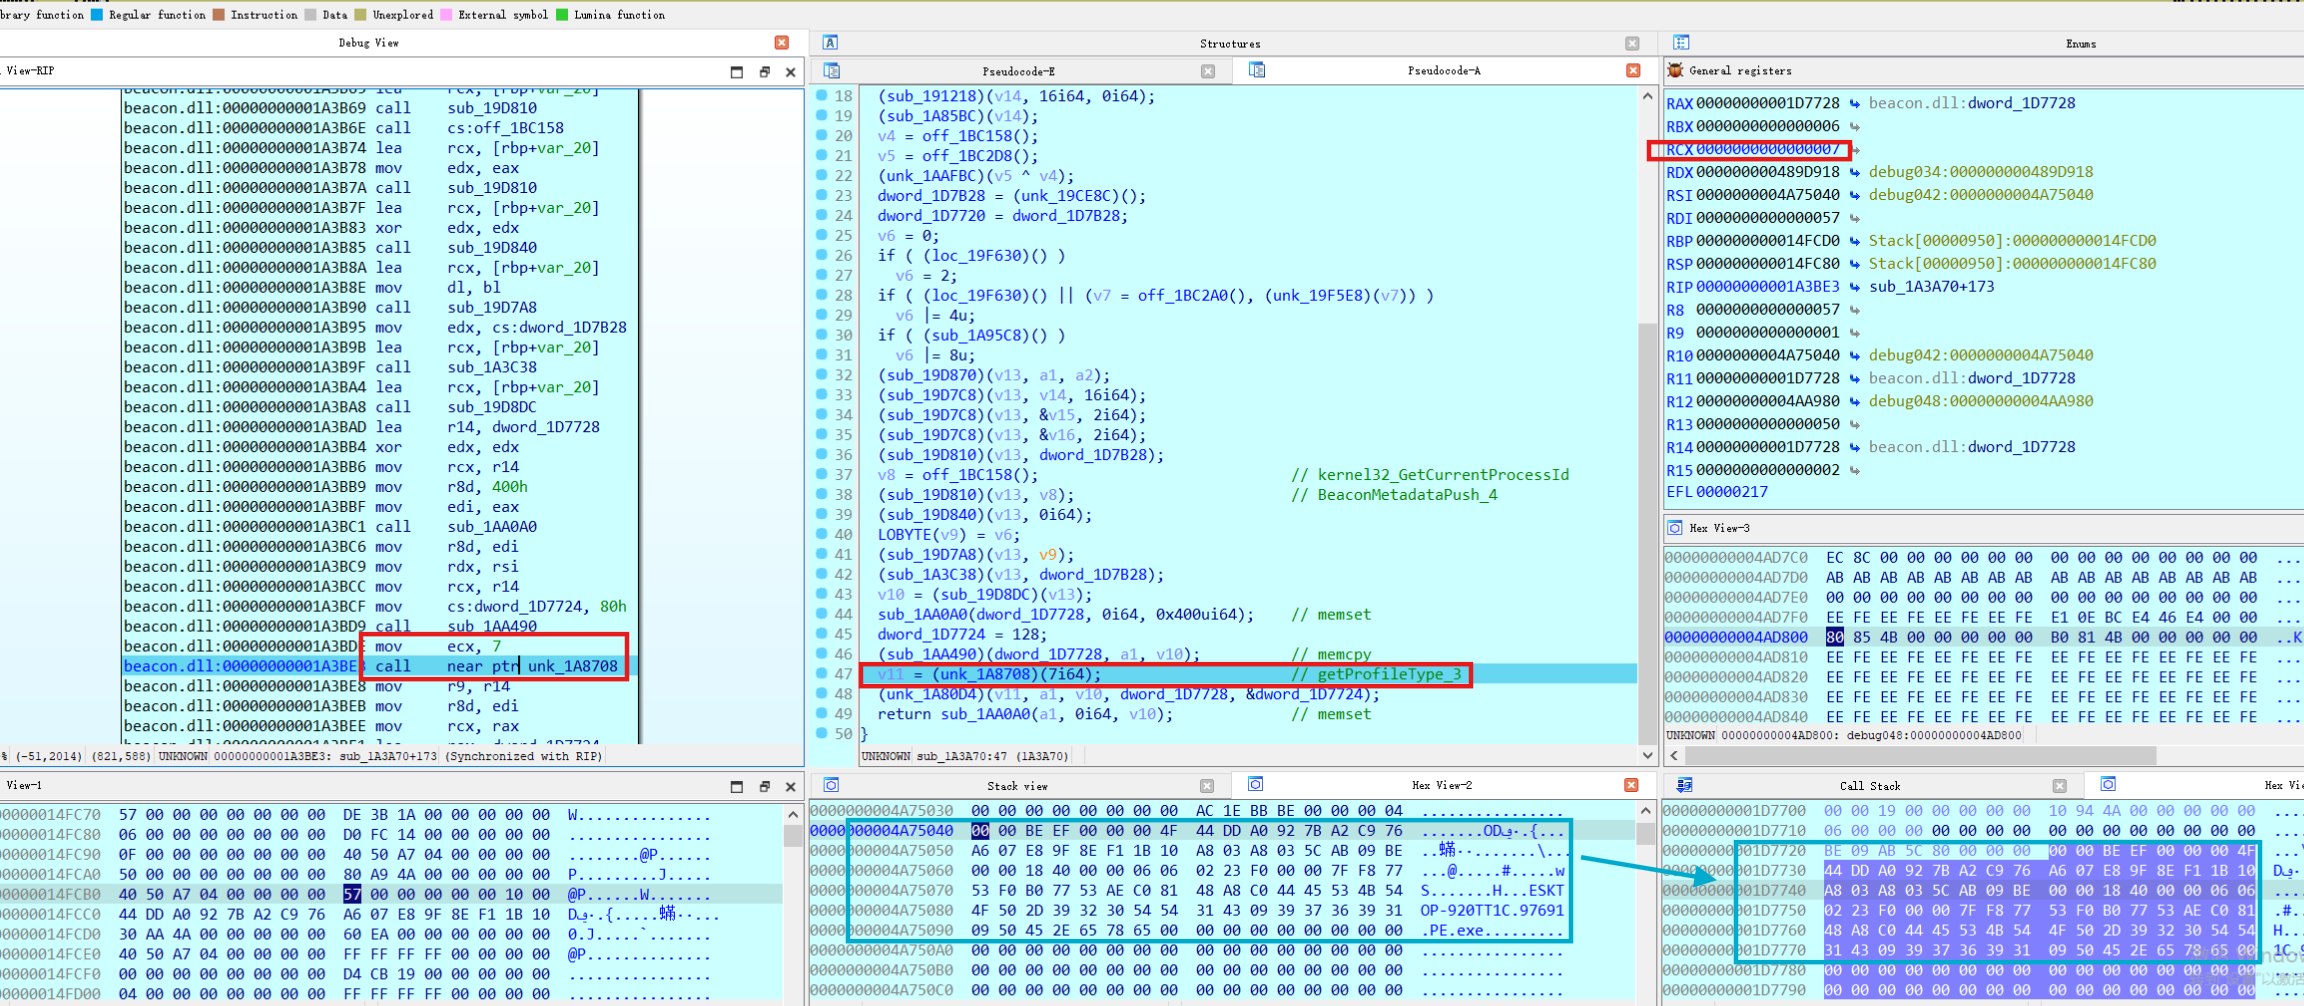 brary function Regular function Instruction Data Unexplored External symbol Lumina function
Debug View
View-RIP
beacon.dll:00000000001A3B69 call sub_19D810
beacon.dll:00000000001A3B6E call cs:off_1BC158
beacon.dll:00000000001A3B74 lea rcx, [rbp+var_20]
beacon.dll:00000000001A3B78 mov edx, eax
beacon.dll:00000000001A3B7A call sub_19D810
beacon.dll:00000000001A3B7F lea rcx, [rbp+var_20]
beacon.dll:00000000001A3B83 xor edx, edx
beacon.dll:00000000001A3B85 call sub_19D840
beacon.dll:00000000001A3B8A lea rcx, [rbp+var_20]
beacon.dll:00000000001A3B8E mov dl, bl
beacon.dll:00000000001A3B90 call sub_19D7A8
beacon.dll:00000000001A3B95 mov edx, cs:dword_1D7B28
beacon.dll:00000000001A3B9B lea rcx, [rbp+var_20]
beacon.dll:00000000001A3B9F call sub_1A3C38
beacon.dll:00000000001A3BA4 lea rcx, [rbp+var_20]
beacon.dll:00000000001A3BA8 call sub_19D8DC
beacon.dll:00000000001A3BAD lea r14, dword_1D7728
beacon.dll:00000000001A3BB4 xor edx, edx
beacon.dll:00000000001A3BB6 mov rcx, r14
beacon.dll:00000000001A3BB9 mov r8d, 400h
beacon.dll:00000000001A3BBF mov edi, eax
beacon.dll:00000000001A3BC1 call sub_1AA0A0
beacon.dll:00000000001A3BC6 mov r8d, edi
beacon.dll:00000000001A3BC9 mov rdx, rsi
beacon.dll:00000000001A3BCC mov rcx, r14
beacon.dll:00000000001A3BCF mov cs:dword_1D7724, 80h
beacon.dll:00000000001A3BD9 call sub_1AA490
beacon.dll:00000000001A3BDE mov ecx, 7
beacon.dll:00000000001A3BE3 call near ptr unk_1A8708
beacon.dll:00000000001A3BE8 mov r9, r14
beacon.dll:00000000001A3BEB mov r8d, edi
beacon.dll:00000000001A3BEE mov rcx, rax
% (-51,2014) (821,588) UNKNOWN 00000000001A3BE3: sub_1A3A70+173 (Synchronized with RIP)
Structures
Pseudocode-E Pseudocode-A
18 (sub_191218)(v14, 16i64, 0i64);
19 (sub_1A85BC)(v14);
20 v4 = off_1BC158();
21 v5 = off_1BC2D8();
22 (unk_1AAFBC)(v5 ^ v4);
23 dword_1D7B28 = (unk_19CE8C)();
24 dword_1D7720 = dword_1D7B28;
25 v6 = 0;
26 if ( (loc_19F630)() )
27 v6 = 2;
28 if ( (loc_19F630)() || (v7 = off_1BC2A0(), (unk_19F5E8)(v7)) )
29 v6 |= 4u;
30 if ( (sub_1A95C8)() )
31 v6 |= 8u;
32 (sub_19D870)(v13, a1, a2);
33 (sub_19D7C8)(v13, v14, 16i64);
34 (sub_19D7C8)(v13, &v15, 2i64);
35 (sub_19D7C8)(v13, &v16, 2i64);
36 (sub_19D810)(v13, dword_1D7B28);
37 v8 = off_1BC158(); // kernel32_GetCurrentProcessId
38 (sub_19D810)(v13, v8); // BeaconMetadataPush_4
39 (sub_19D840)(v13, 0i64);
40 LOBYTE(v9) = v6;
41 (sub_19D7A8)(v13, v9);
42 (sub_1A3C38)(v13, dword_1D7B28);
43 v10 = (sub_19D8DC)(v13);
44 sub_1AA0A0(dword_1D7728, 0i64, 0x400ui64); // memset
45 dword_1D7724 = 128;
46 (sub_1AA490)(dword_1D7728, a1, v10); // memcpy
47 v11 = (unk_1A8708)(7i64); // getProfileType_3
48 (unk_1A80D4)(v11, a1, v10, dword_1D7728, &dword_1D7724);
49 return sub_1AA0A0(a1, 0i64, v10); // memset
50 }
UNKNOWN sub_1A3A70:47 (1A3A70)
Enums
General registers
RAX 00000000001D7728 beacon.dll:dword_1D7728
RBX 0000000000000006
RCX 0000000000000007
RDX 000000000489D918 debug034:000000000489D918
RSI 0000000004A75040 debug042:0000000004A75040
RDI 0000000000000057
RBP 000000000014FCD0 Stack[00000950]:000000000014FCD0
RSP 000000000014FC80 Stack[00000950]:000000000014FC80
RIP 00000000001A3BE3 sub_1A3A70+173
R8 0000000000000057
R9 0000000000000001
R10 0000000004A75040 debug042:0000000004A75040
R11 00000000001D7728 beacon.dll:dword_1D7728
R12 00000000004AA980 debug048:00000000004AA980
R13 0000000000000050
R14 00000000001D7728 beacon.dll:dword_1D7728
R15 0000000000000002
EFL 00000217
Hex View-3
00000000004AD7C0 EC 8C 00 00 00 00 00 00 00 00 00 00 00 00 00 00 ...
00000000004AD7D0 AB AB AB AB AB AB AB AB AB AB AB AB AB AB AB AB ...
00000000004AD7E0 00 00 00 00 00 00 00 00 00 00 00 00 00 00 00 00 ...
00000000004AD7F0 EE FE EE FE EE FE EE FE E1 0E BC E4 46 E4 00 00 ...
00000000004AD800 80 85 4B 00 00 00 00 00 B0 81 4B 00 00 00 00 00 ..K
00000000004AD810 EE FE EE FE EE FE EE FE EE FE EE FE EE FE EE FE ...
00000000004AD820 EE FE EE FE EE FE EE FE EE FE EE FE EE FE EE FE ...
00000000004AD830 EE FE EE FE EE FE EE FE EE FE EE FE EE FE EE FE ...
00000000004AD840 EE FE EE FE EE FE EE FE EE FE EE FE EE FE EE FE ...
UNKNOWN 00000000004AD800: debug048:00000000004AD800
View-1
00000014FC70 57 00 00 00 00 00 00 00 DE 3B 1A 00 00 00 00 00 W...............
00000014FC80 06 00 00 00 00 00 00 00 D0 FC 14 00 00 00 00 00 ................
00000014FC90 0F 00 00 00 00 00 00 00 40 50 A7 04 00 00 00 00 ........@P......
00000014FCA0 50 00 00 00 00 00 00 00 80 A9 4A 00 00 00 00 00 P.........J.....
00000014FCB0 40 50 A7 04 00 00 00 00 57 00 00 00 00 00 10 00 @P......W.......
00000014FCC0 44 DD A0 92 7B A2 C9 76 A6 07 E8 9F 8E F1 1B 10
00000014FCD0 30 AA 4A 00 00 00 00 00 60 EA 00 00 00 00 00 00 0.J.....`.......
00000014FCE0 40 50 A7 04 00 00 00 00 FF FF FF FF 00 00 00 00 @P..............
00000014FCF0 00 00 00 00 00 00 00 00 D4 CB 19 00 00 00 00 00 ................
00000014FD00 04 00 00 00 00 00 00 00 FF FF FF FF 00 00 00 00 ................
Stack view Hex View-2
0000000004A75030 00 00 00 00 00 00 00 00 AC 1E BB BE 00 00 00 04 ................
0000000004A75040 00 00 BE EF 00 00 00 4F 44 DD A0 92 7B A2 C9 76
0000000004A75050 A6 07 E8 9F 8E F1 1B 10 A8 03 A8 03 5C AB 09 BE
0000000004A75060 00 00 18 40 00 00 06 06 02 23 F0 00 00 7F F8 77 ...@.....#.....w
0000000004A75070 53 F0 B0 77 53 AE C0 81 48 A8 C0 44 45 53 4B 54 S.......H...ESKT
0000000004A75080 4F 50 2D 39 32 30 54 54 31 43 09 39 37 36 39 31 OP-920TT1C.97691
0000000004A75090 09 50 45 2E 65 78 65 00 00 00 00 00 00 00 00 00 .PE.exe.........
0000000004A750A0 00 00 00 00 00 00 00 00 00 00 00 00 00 00 00 00 ................
0000000004A750B0 00 00 00 00 00 00 00 00 00 00 00 00 00 00 00 00 ................
0000000004A750C0 00 00 00 00 00 00 00 00 00 00 00 00 00 00 00 00 ................
Call Stack Hex Vie
00000000001D7700 00 00 19 00 00 00 00 00 10 94 4A 00 00 00 00 00
00000000001D7710 06 00 00 00 00 00 00 00 00 00 00 00 00 00 00 00
00000000001D7720 BE 09 AB 5C 80 00 00 00 00 00 BE EF 00 00 00 4F
00000000001D7730 44 DD A0 92 7B A2 C9 76 A6 07 E8 9F 8E F1 1B 10
00000000001D7740 A8 03 A8 03 5C AB 09 BE 00 00 18 40 00 00 06 06
00000000001D7750 02 23 F0 00 00 7F F8 77 53 F0 B0 77 53 AE C0 81 .#.
00000000001D7760 48 A8 C0 44 45 53 4B 54 4F 50 2D 39 32 30 54 54 H...
00000000001D7770 31 43 09 39 37 36 39 31 09 50 45 2E 65 78 65 00 1C.
00000000001D7780 00 00 00 00 00 00 00 00 00 00 00 00 00 00 00 00
00000000001D7790 00 00 00 00 00 00 00 00 00 00 00 00 00 00 00 00